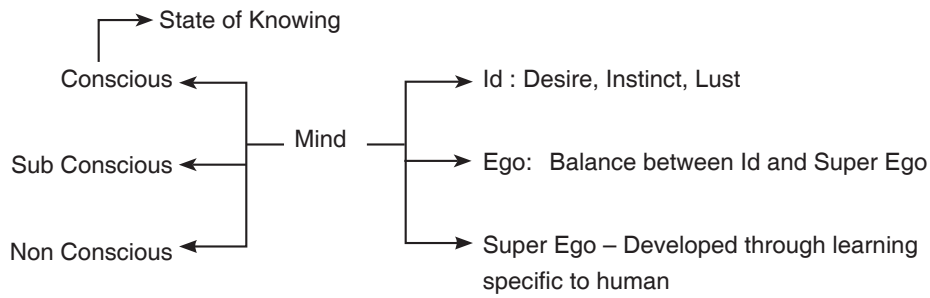 State of Knowing
Conscious
Sub Conscious
Non Conscious
Mind
Id : Desire, Instinct, Lust
Ego: Balance between Id and Super Ego
Super Ego – Developed through learning
specific to human